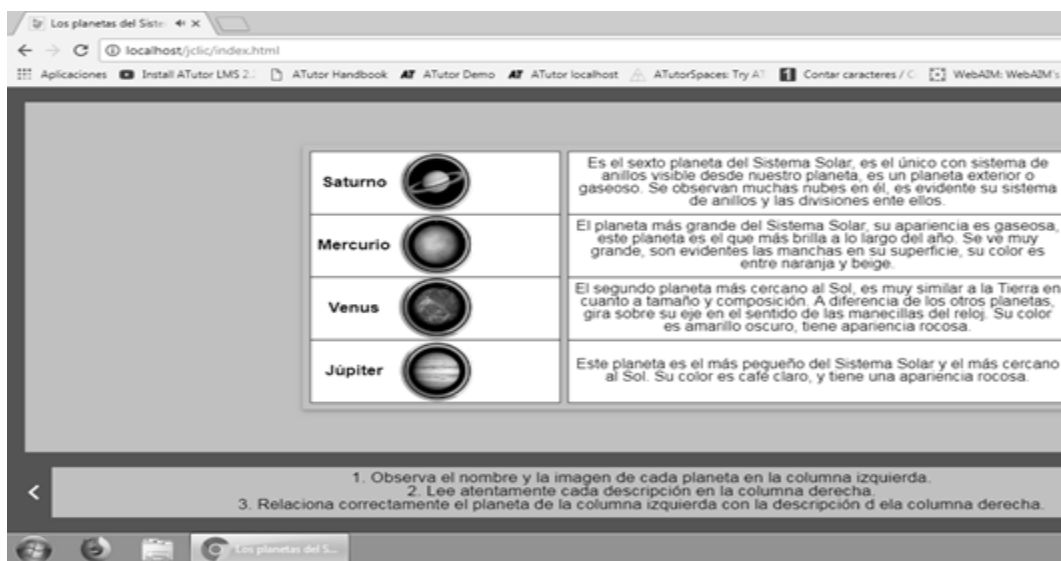 Los planetas del Siste
localhost/jclic/index.html
Aplicaciones
Install ATutor LMS 2.
ATutor Handbook
AT ATutor Demo
AT ATutor localhost
ATutorSpaces: Try AT
Contar caracteres / C
WebAIM: WebAIM's
Saturno
Es el sexto planeta del Sistema Solar, es el único con sistema de
anillos visible desde nuestro planeta, es un planeta exterior o
gaseoso. Se observan muchas nubes en él, es evidente su sistema
de anillos y las divisiones ente ellos.
Mercurio
El planeta más grande del Sistema Solar, su apariencia es gaseosa,
este planeta es el que más brilla a lo largo del año. Se ve muy
grande, son evidentes las manchas en su superficie, su color es
entre naranja y beige.
Venus
El segundo planeta más cercano al Sol, es muy similar a la Tierra en
cuanto a tamaño y composición. A diferencia de los otros planetas,
gira sobre su eje en el sentido de las manecillas del reloj. Su color
es amarillo oscuro, tiene apariencia rocosa.
Júpiter
Este planeta es el más pequeño del Sistema Solar y el más cercano
al Sol. Su color es café claro, y tiene una apariencia rocosa.
1. Observa el nombre y la imagen de cada planeta en la columna izquierda.
2. Lee atentamente cada descripción en la columna derecha.
3. Relaciona correctamente el planeta de la columna izquierda con la descripción d ela columna derecha.
Los planetas del S...